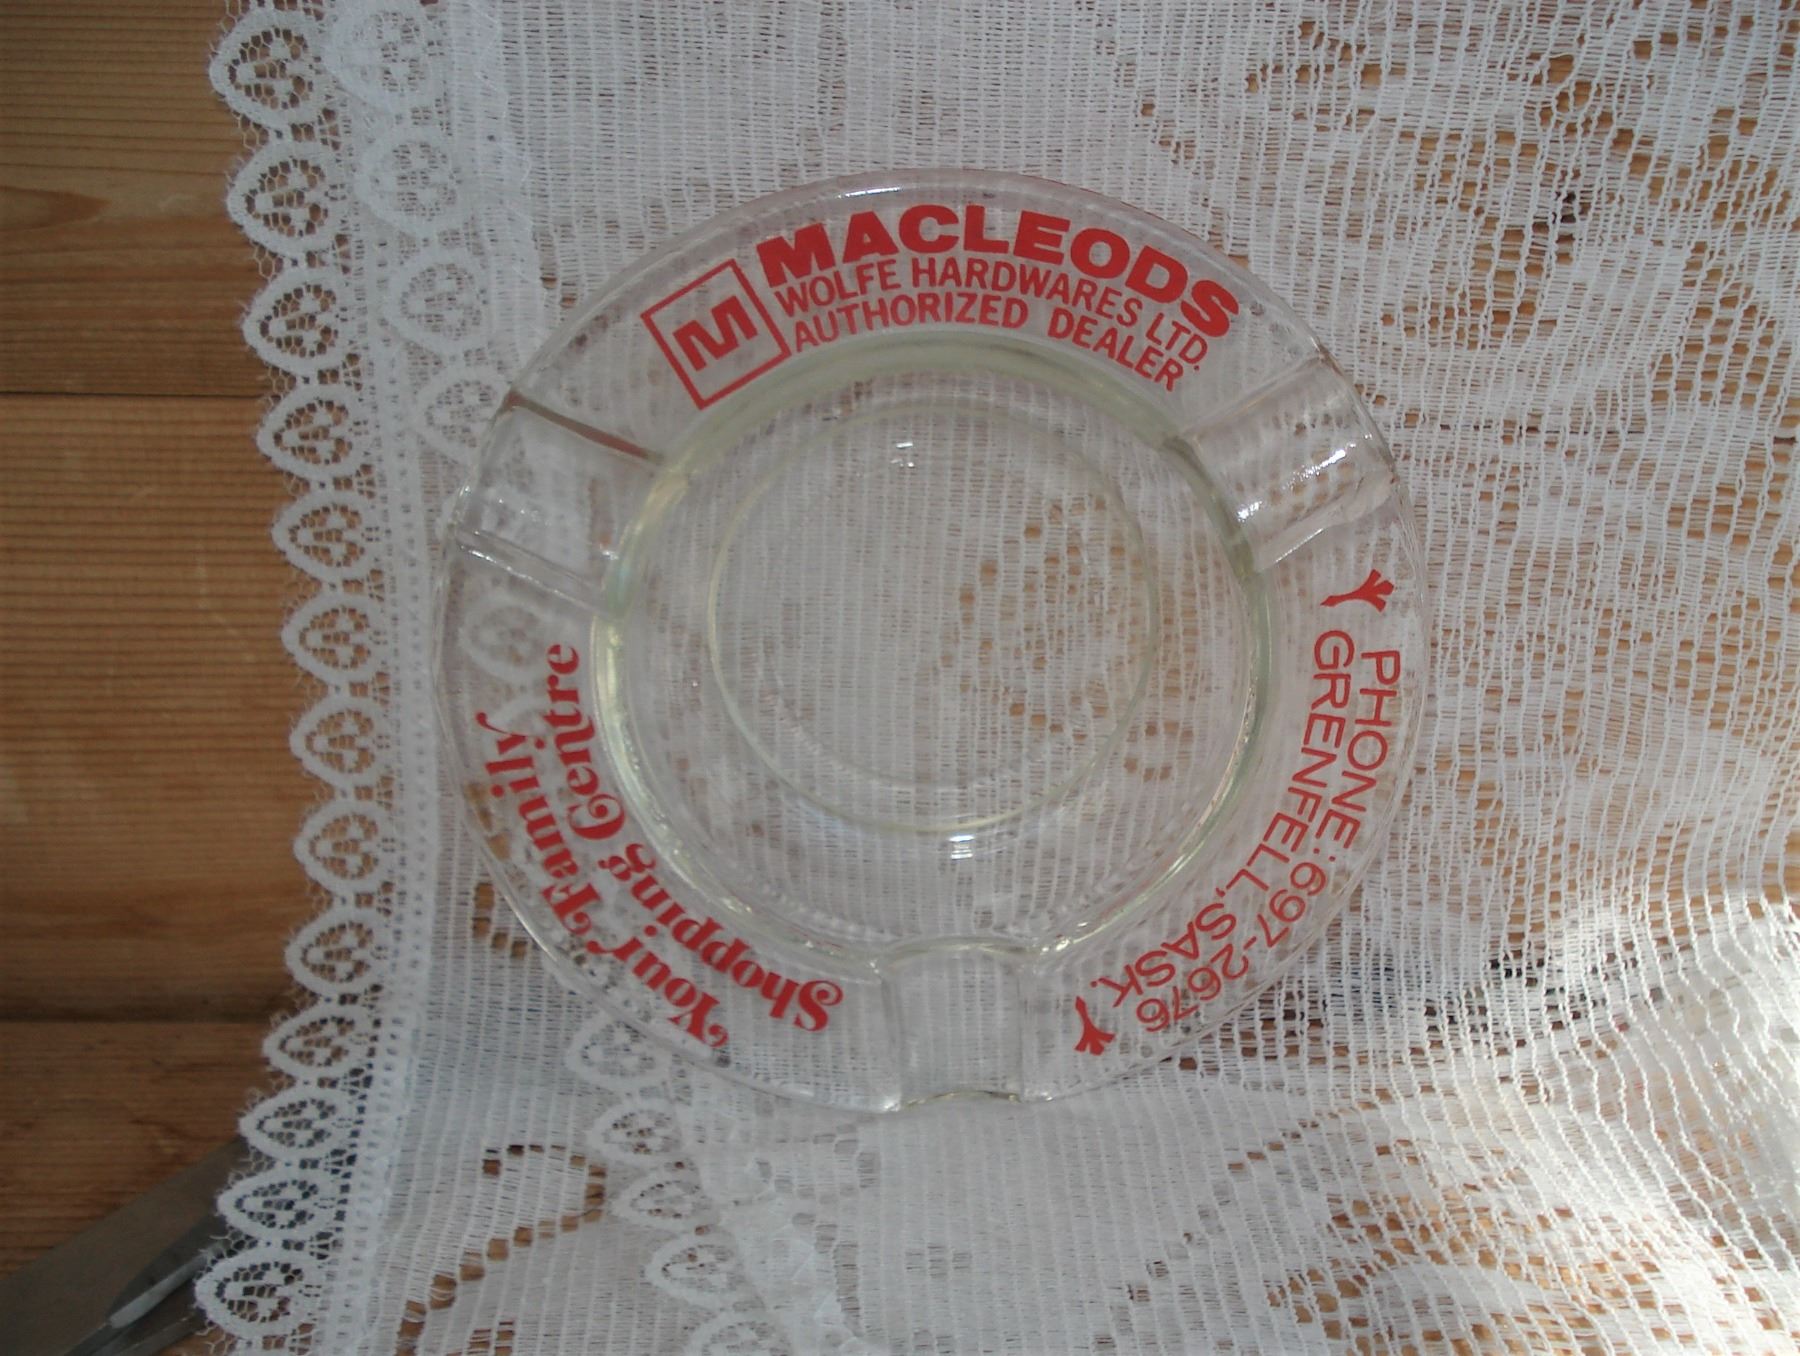 M
MACLEODS
WOLFE HARDWARES LTD.
AUTHORIZED DEALER
PHONE: 697-2676
GRENFELL, SASK.
Your Family
Shopping Centre